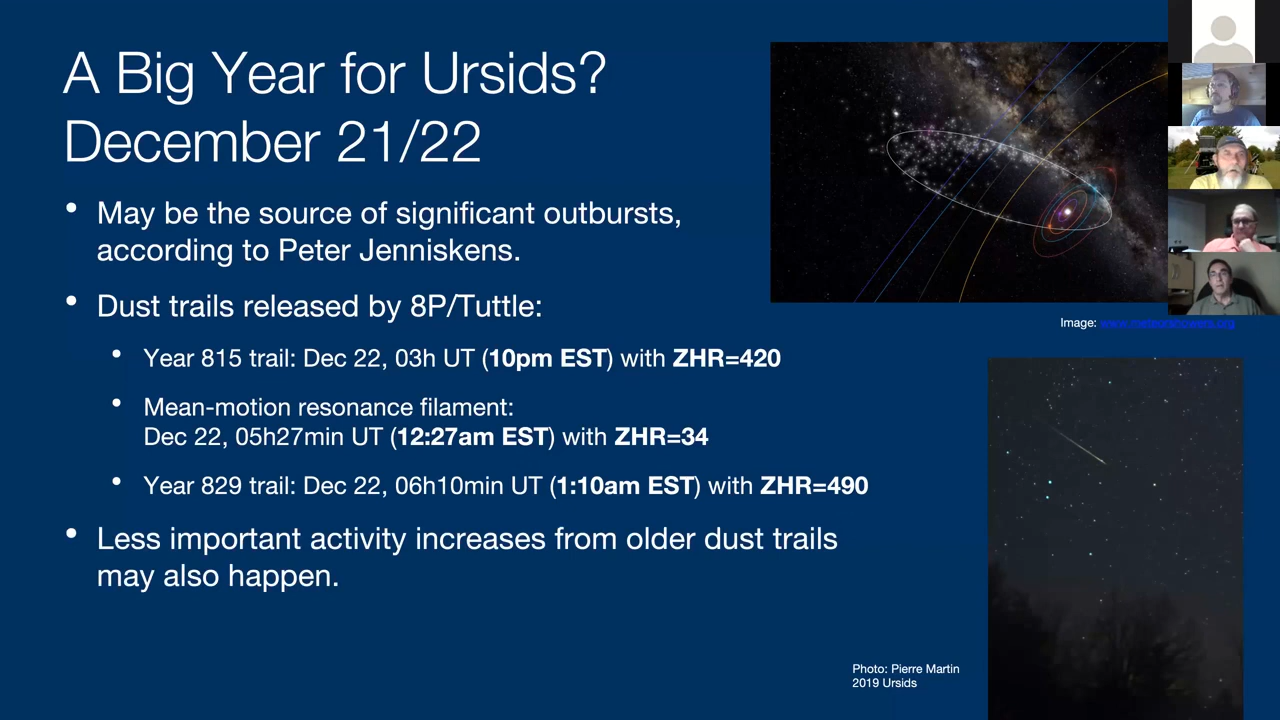 A Big Year for Ursids?
December 21/22
• May be the source of significant outbursts,
according to Peter Jenniskens.
• Dust trails released by 8P/Tuttle:
• Year 815 trail: Dec 22, 03h UT (10pm EST) with ZHR=420
• Mean-motion resonance filament:
Dec 22, 05h27min UT (12:27am EST) with ZHR=34
• Year 829 trail: Dec 22, 06h10min UT (1:10am EST) with ZHR=490
• Less important activity increases from older dust trails
may also happen.
Image: www.meteorshowers.org
Photo: Pierre Martin
2019 Ursids